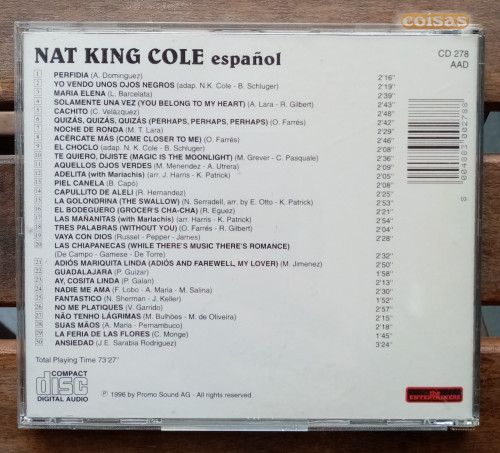 coisas
NAT KING COLE español
CD 278
AAD
1 PERFIDIA (A. Dominguez) 2'16"
2 YO VENDO UNOS OJOS NEGROS (adap. N.K. Cole - B. Schluger) 2'19"
3 MARIA ELENA (L. Barcelata) 2'39"
4 SOLAMENTE UNA VEZ (YOU BELONG TO MY HEART) (A. Lara - R. Gilbert) 2'43"
5 CACHITO (C. Velázquez) 2'48"
6 QUIZÁS, QUIZÁS, QUIZÁS (PERHAPS, PERHAPS, PERHAPS) (O. Farrés) 2'42"
7 NOCHE DE RONDA (M. T. Lara) 2'29"
8 ACÉRCATE MÁS (COME CLOSER TO ME) (O. Farrés) 2'46"
9 EL CHOCLO (adap. N.K. Cole - B. Schluger) 2'08"
10 TE QUIERO, DIJISTE (MAGIC IS THE MOONLIGHT) (M. Grever - C. Pasquale) 2'36"
11 AQUELLOS OJOS VERDES (M. Menendez - A. Utrera) 2'09"
12 ADELITA (with Mariachis) (arr. J. Harris - K. Patrick) 2'05"
13 PIEL CANELA (B. Capó) 2'08"
14 CAPULLITO DE ALELI (R. Hernandez) 2'25"
15 LA GOLONDRINA (THE SWALLOW) (N. Serradell, arr. by E. Otto - K. Patrick) 2'53"
16 EL BODEGUERO (GROCER'S CHA-CHA) (R. Eguez) 2'21"
17 LAS MAÑANITAS (with Mariachis) (arr. Harris - K. Patrick) 2'54"
18 TRES PALABRAS (WITHOUT YOU) (O. Farrés - R. Gilbert) 2'04"
19 VAYA CON DIOS (Russel - Pepper - James) 2'28"
20 LAS CHIAPANECAS (WHILE THERE'S MUSIC THERE'S ROMANCE)
(De Campo - Gamese - De Torre) 2'32"
21 ADIÓS MARIQUITA LINDA (ADIÓS AND FAREWELL, MY LOVER) (M. Jimenez) 2'50"
22 GUADALAJARA (P. Guizar) 1'58"
23 AY, COSITA LINDA (P. Galan) 2'13"
24 NADIE ME AMA (F. Lobo - A. Maria - M. Salina) 2'30"
25 FANTASTICO (N. Sherman - J. Keller) 1'52"
26 NO ME PLATIQUES (V. Garrido) 2'57"
27 NÃO TENHO LÁGRIMAS (M. Bulhões - M. de Oliveira) 2'15"
28 SUAS MÃOS (A. Maria - Pernambuco) 2'18"
29 LA FERIA DE LAS FLORES (C. Monge) 1'45"
30 ANSIEDAD (J.E. Sarabia Rodriguez) 3'24"
Total Playing Time 73'27"
COMPACT
disc
DIGITAL AUDIO
℗ 1996 by Promo Sound AG - All rights reserved.
The
ENTERTAINERS